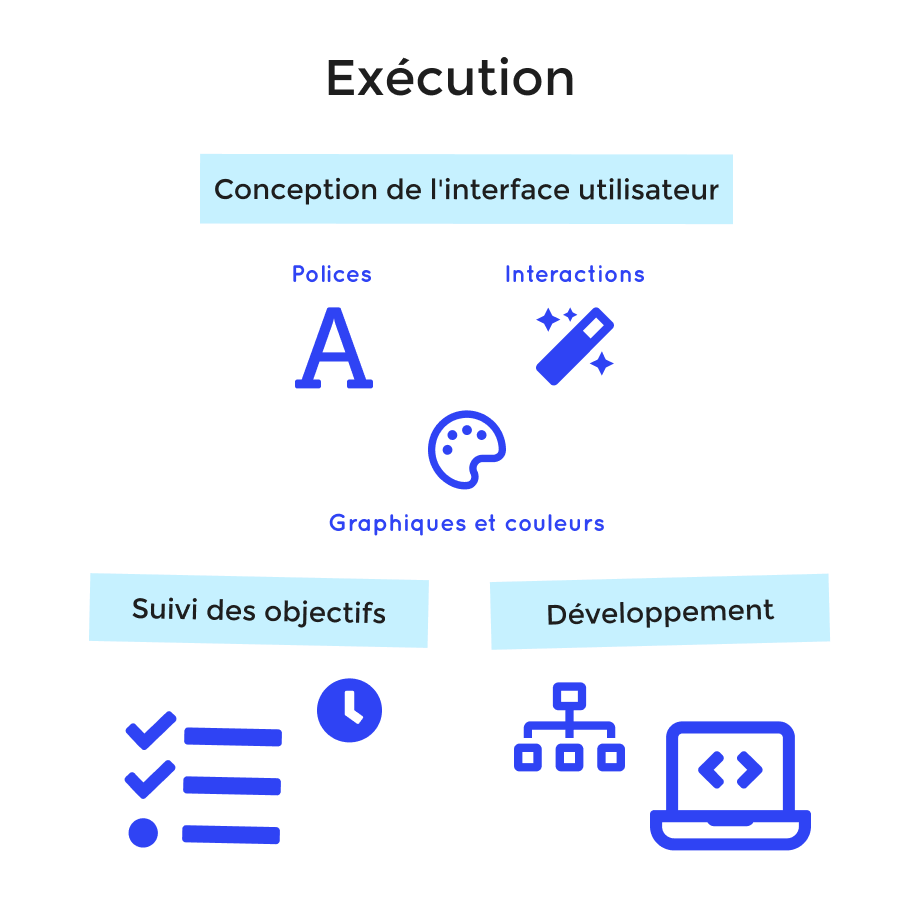 Exécution
Conception de l'interface utilisateur
Polices
Interactions
Graphiques et couleurs
Suivi des objectifs
Développement